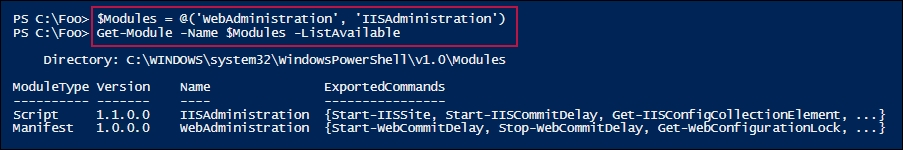 PS C:\Foo> $Modules = @('WebAdministration', 'IISAdministration')
PS C:\Foo> Get-Module -Name $Modules -ListAvailable
Directory: C:\WINDOWS\system32\WindowsPowerShell\v1.0\Modules
ModuleType Version Name ExportedCommands
---------- ------- ---- ----------------
Script 1.1.0.0 IISAdministration {Start-IISSite, Start-IISCommitDelay, Get-IISConfigCollectionElement, ...}
Manifest 1.0.0.0 WebAdministration {Start-WebCommitDelay, Stop-WebCommitDelay, Get-WebConfigurationLock, ...}